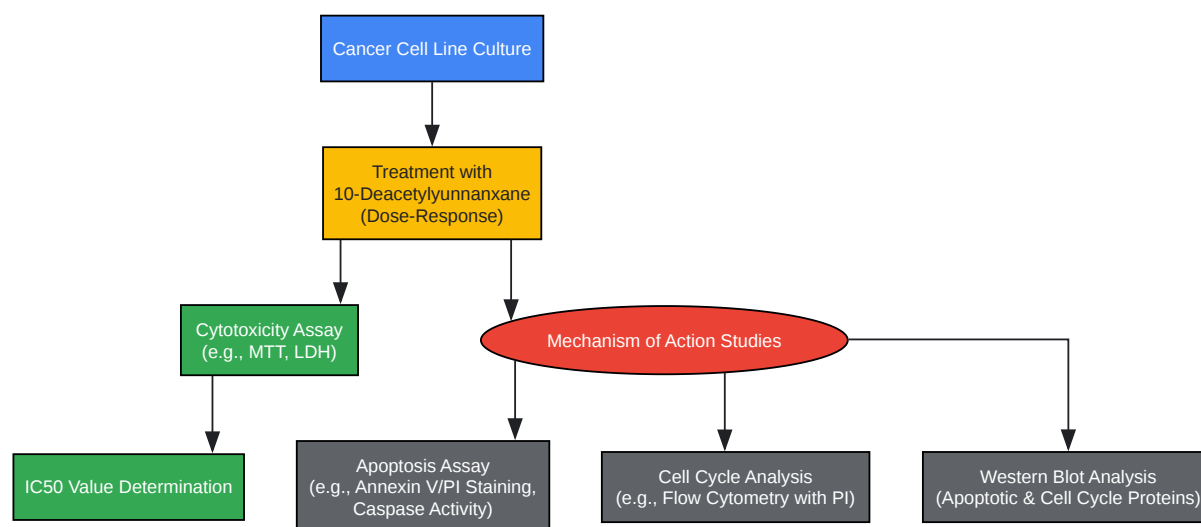 Cancer Cell Line Culture
Treatment with
10-Deacetylyunnanxane
(Dose-Response)
Cytotoxicity Assay
(e.g., MTT, LDH)
Mechanism of Action Studies
IC50 Value Determination
Apoptosis Assay
(e.g., Annexin V/PI Staining,
Caspase Activity)
Cell Cycle Analysis
(e.g., Flow Cytometry with PI)
Western Blot Analysis
(Apoptotic & Cell Cycle Proteins)